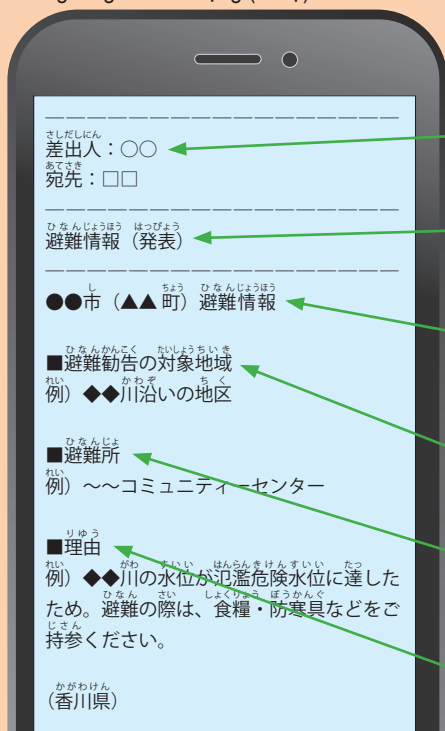 差出人：○○
宛先：□□
避難情報（発表）
●●市（▲▲町）避難情報
■避難勧告の対象地域
例）◆◆川沿いの地区
■避難所
例）～～コミュニティーセンター
■理由
例）◆◆川の水位が氾濫危険水位に達した
ため。避難の際は、食糧・防寒具などをご
持参ください。
（香川県）